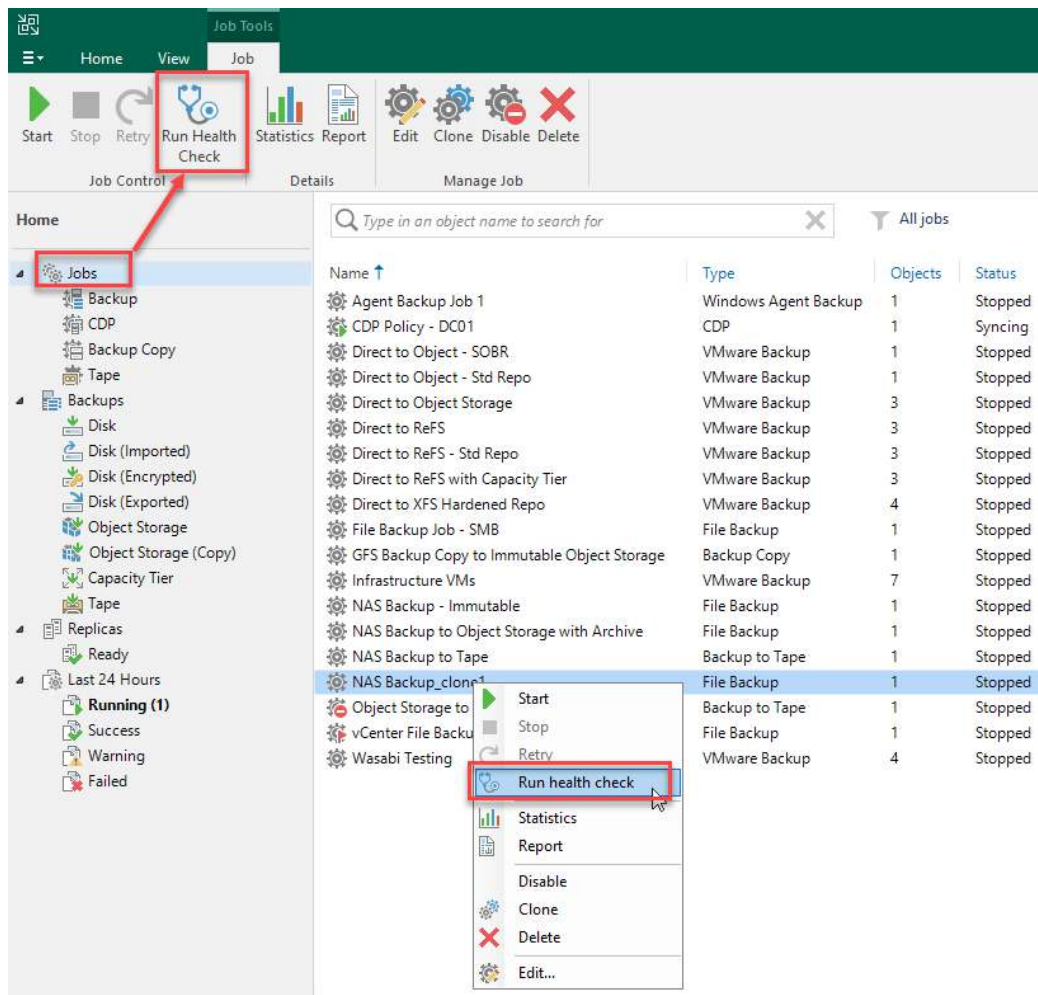 Job Tools
Home View Job
Start Stop Retry Run Health Check Statistics Report Edit Clone Disable Delete
Job Control Details Manage Job
Home
Type in an object name to search for
All jobs
Jobs
Backup
CDP
Backup Copy
Tape
Backups
Disk
Disk (Imported)
Disk (Encrypted)
Disk (Exported)
Object Storage
Object Storage (Copy)
Capacity Tier
Tape
Replicas
Ready
Last 24 Hours
Running (1)
Success
Warning
Failed
Name Type Objects Status
Agent Backup Job 1 Windows Agent Backup 1 Stopped
CDP Policy - DC01 CDP 1 Syncing
Direct to Object - SOBR VMware Backup 1 Stopped
Direct to Object - Std Repo VMware Backup 1 Stopped
Direct to Object Storage VMware Backup 3 Stopped
Direct to ReFS VMware Backup 3 Stopped
Direct to ReFS - Std Repo VMware Backup 3 Stopped
Direct to ReFS with Capacity Tier VMware Backup 3 Stopped
Direct to XFS Hardened Repo VMware Backup 4 Stopped
File Backup Job - SMB File Backup 1 Stopped
GFS Backup Copy to Immutable Object Storage Backup Copy 1 Stopped
Infrastructure VMs VMware Backup 7 Stopped
NAS Backup - Immutable File Backup 1 Stopped
NAS Backup to Object Storage with Archive File Backup 1 Stopped
NAS Backup to Tape Backup to Tape 1 Stopped
NAS Backup_clone1 File Backup 1 Stopped
Object Storage to Backup to Tape 1 Stopped
vCenter File Backu File Backup 1 Stopped
Wasabi Testing VMware Backup 4 Stopped
Start
Stop
Retry
Run health check
Statistics
Report
Disable
Clone
Delete
Edit...